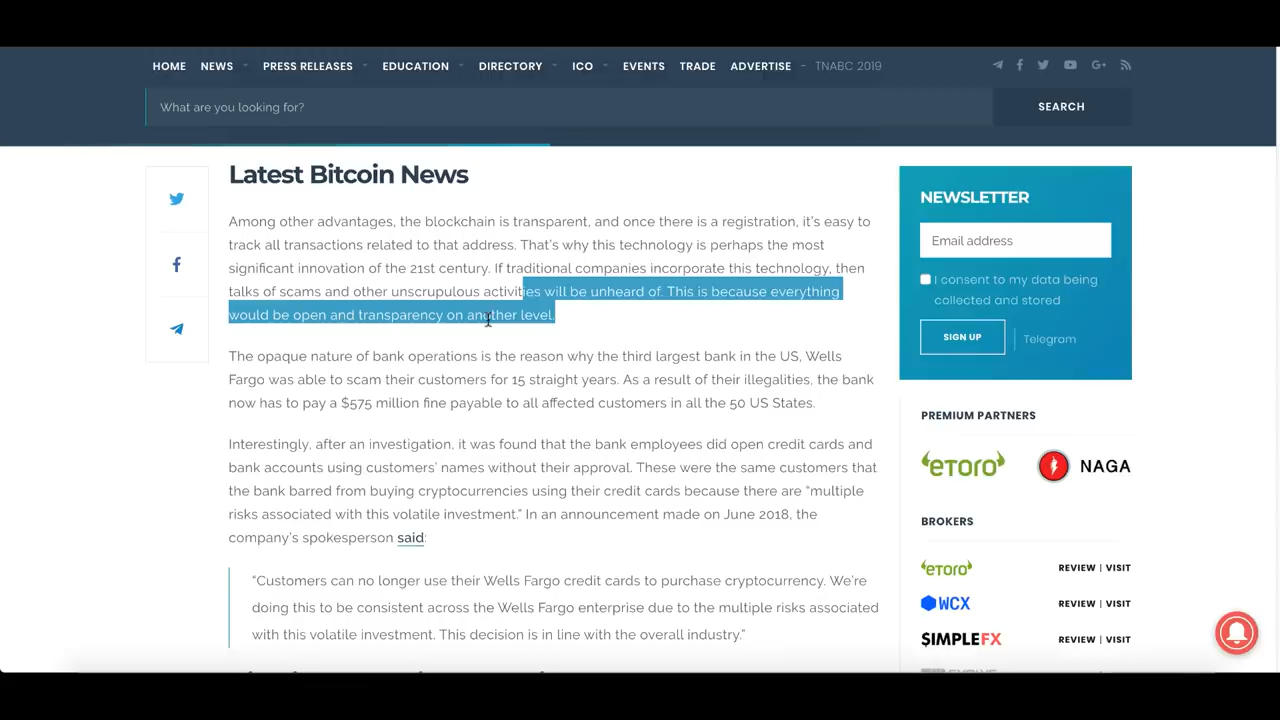 HOME NEWS PRESS RELEASES EDUCATION DIRECTORY ICO EVENTS TRADE ADVERTISE – TNABC 2019
What are you looking for?
SEARCH
Latest Bitcoin News
Among other advantages, the blockchain is transparent, and once there is a registration, it's easy to
track all transactions related to that address. That's why this technology is perhaps the most
significant innovation of the 21st century. If traditional companies incorporate this technology, then
talks of scams and other unscrupulous activities will be unheard of. This is because everything
would be open and transparency on another level.
The opaque nature of bank operations is the reason why the third largest bank in the US, Wells
Fargo was able to scam their customers for 15 straight years. As a result of their illegalities, the bank
now has to pay a $575 million fine payable to all affected customers in all the 50 US States.
Interestingly, after an investigation, it was found that the bank employees did open credit cards and
bank accounts using customers' names without their approval. These were the same customers that
the bank barred from buying cryptocurrencies using their credit cards because there are “multiple
risks associated with this volatile investment.” In an announcement made on June 2018, the
company's spokesperson said:
“Customers can no longer use their Wells Fargo credit cards to purchase cryptocurrency. We're
doing this to be consistent across the Wells Fargo enterprise due to the multiple risks associated
with this volatile investment. This decision is in line with the overall industry.”
NEWSLETTER
Email address
I consent to my data being
collected and stored
SIGN UP
Telegram
PREMIUM PARTNERS
eToro
NAGA
BROKERS
eToro REVIEW | VISIT
WCX REVIEW | VISIT
SIMPLEFX REVIEW | VISIT